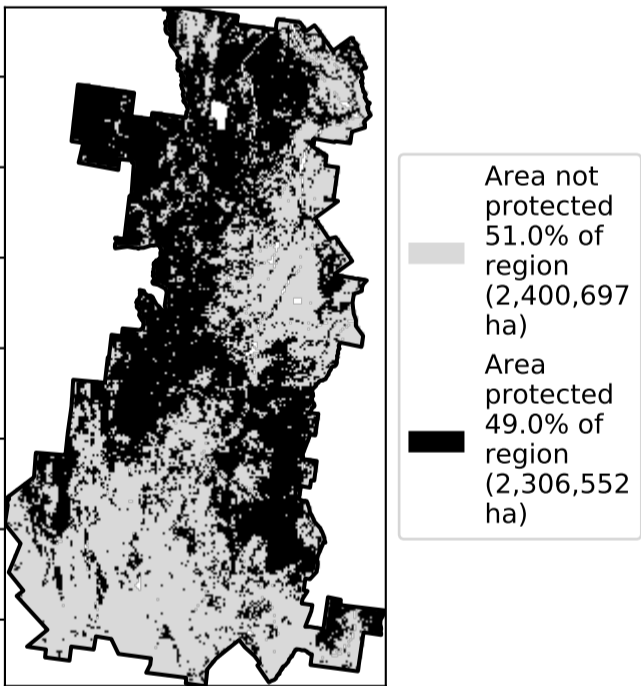 Area not
protected
51.0% of
region
(2,400,697
ha)
Area
protected
49.0% of
region
(2,306,552
ha)